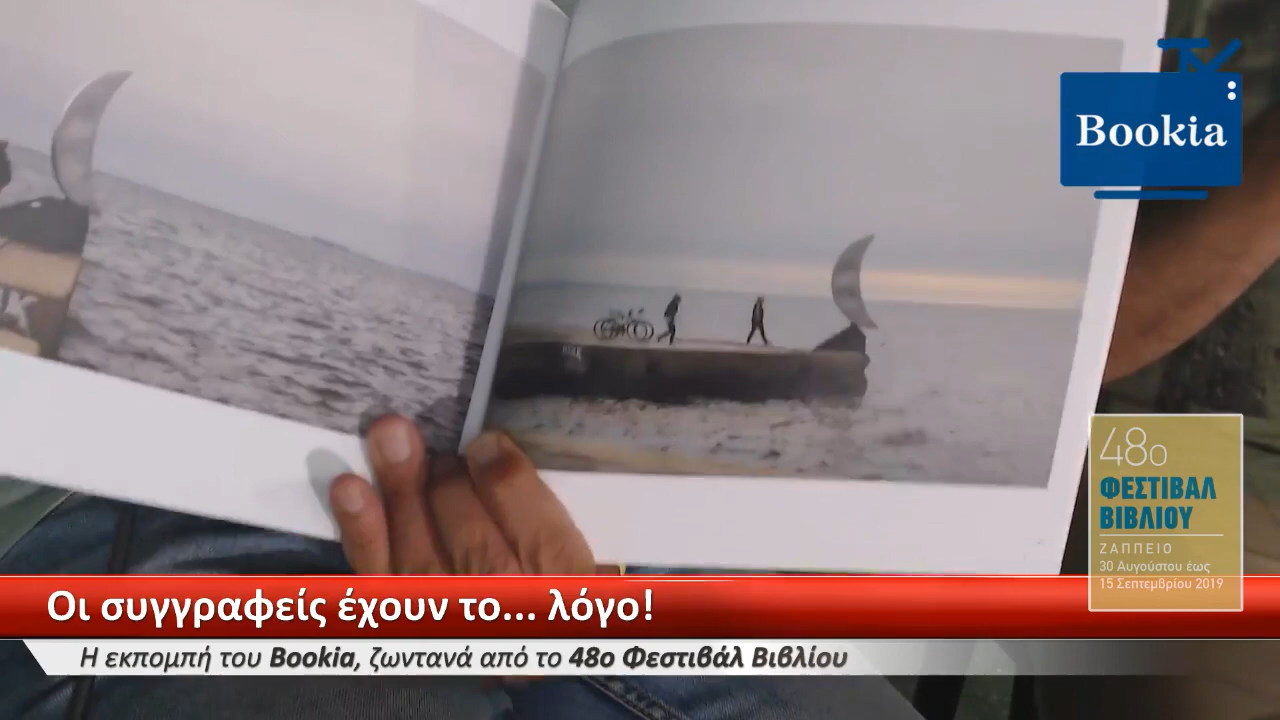 TV
Bookia
48ο
ΦΕΣΤΙΒΑΛ
ΒΙΒΛΙΟΥ
ΖΑΠΠΕΙΟ
30 Αυγούστου έως
15 Σεπτεμβρίου 2019
Οι συγγραφείς έχουν το... λόγο!
Η εκπομπή του Bookia, ζωντανά από το 48ο Φεστιβάλ Βιβλίου